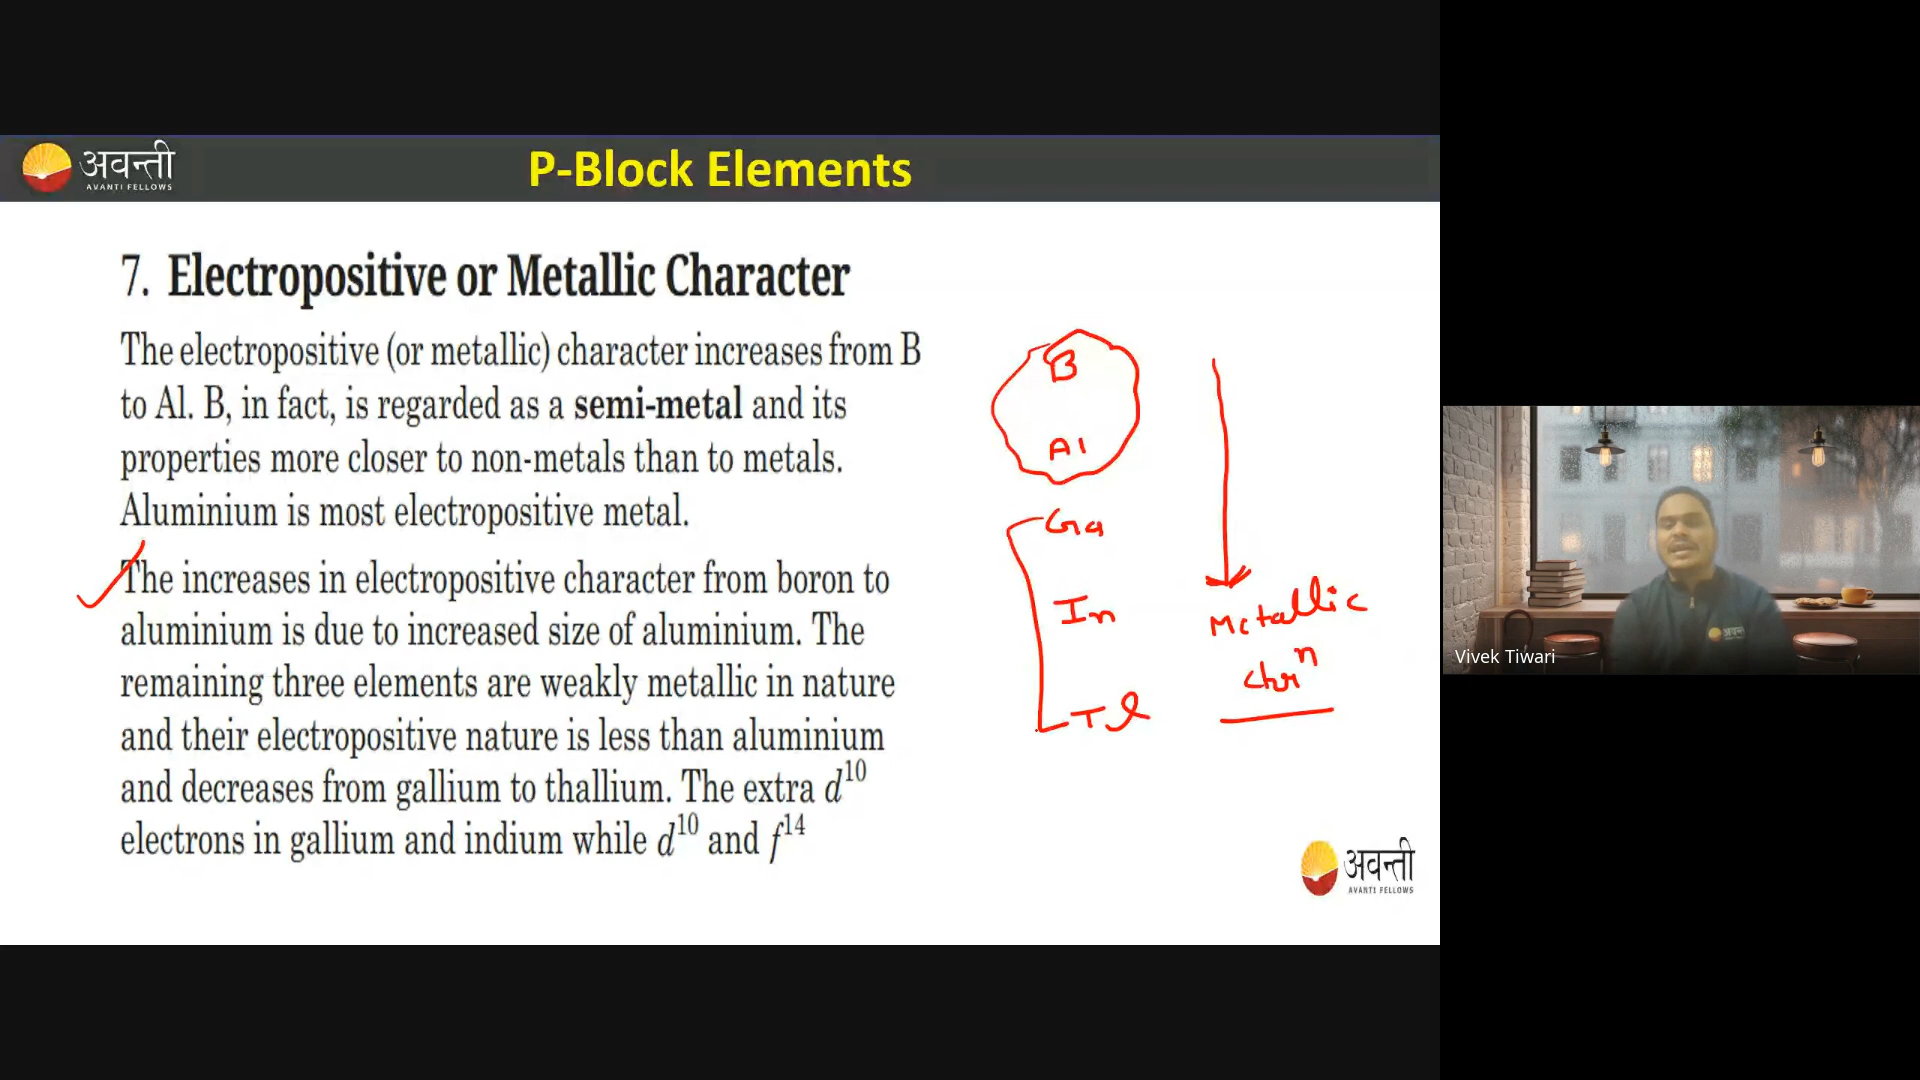 अवन्ती
AVANTI FELLOWS
P-Block Elements
7. Electropositive or Metallic Character
The electropositive (or metallic) character increases from B
to Al. B, in fact, is regarded as a semi-metal and its
properties more closer to non-metals than to metals.
Aluminium is most electropositive metal.
The increases in electropositive character from boron to
aluminium is due to increased size of aluminium. The
remaining three elements are weakly metallic in nature
and their electropositive nature is less than aluminium
and decreases from gallium to thallium. The extra d¹⁰
electrons in gallium and indium while d¹⁰ and f¹⁴
B
Al
Ga
In
Tl
Metallic
chrⁿ
अवन्ती
AVANTI FELLOWS
अवन्ती
Vivek Tiwari